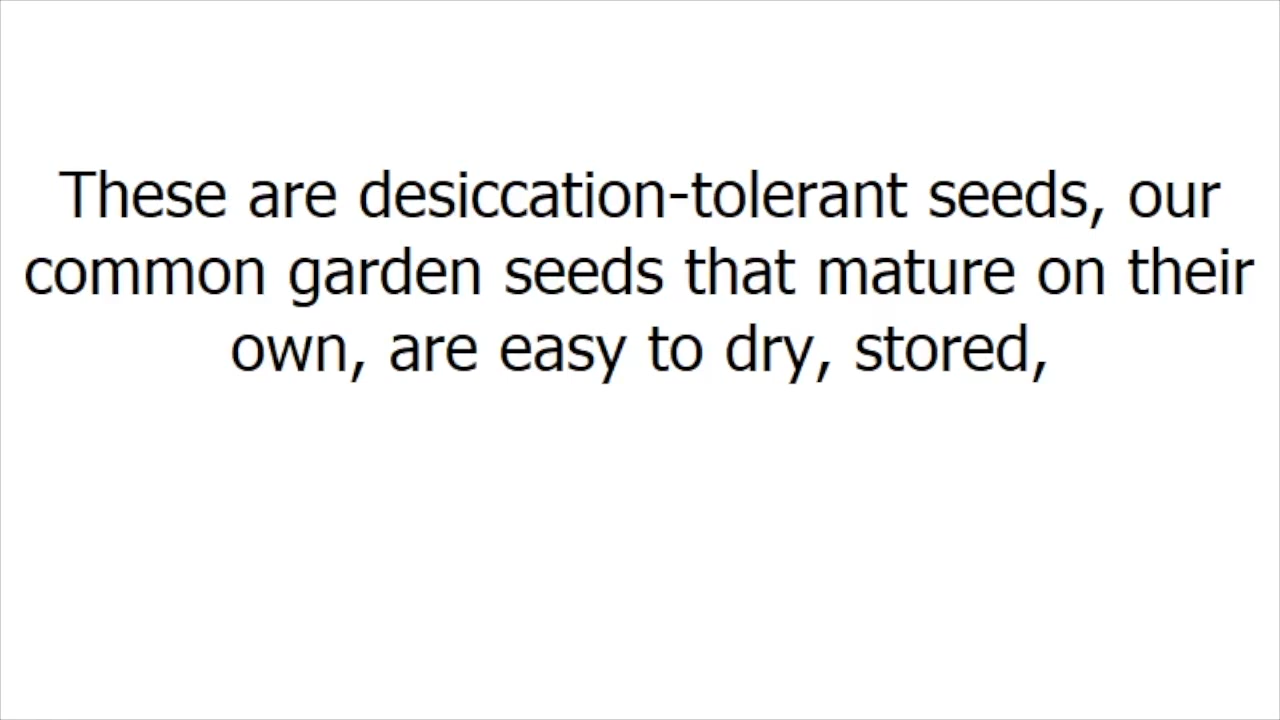 These are desiccation-tolerant seeds, our
common garden seeds that mature on their
own, are easy to dry, stored,